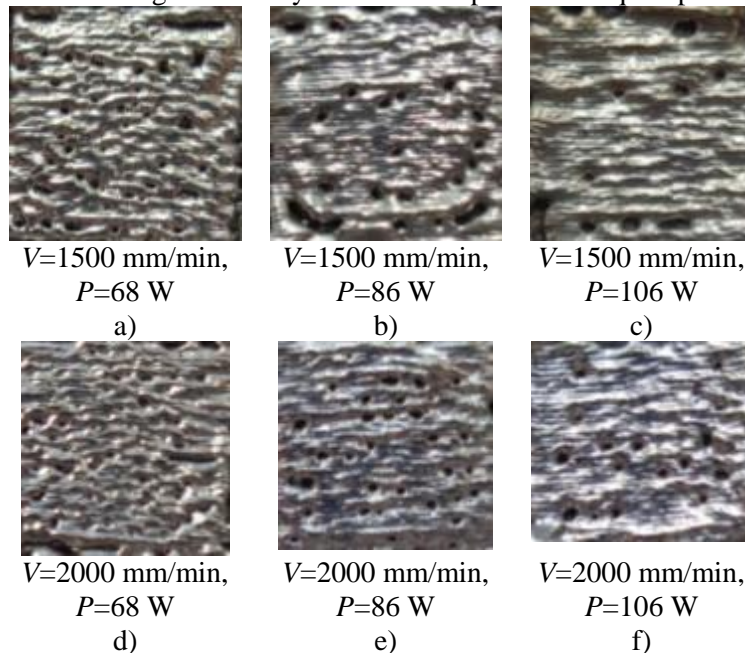 V=1500 mm/min, V=1500 mm/min, V=1500 mm/min,
P=68 W P=86 W P=106 W
a) b) c)
V=2000 mm/min, V=2000 mm/min, V=2000 mm/min,
P=68 W P=86 W P=106 W
d) e) f)